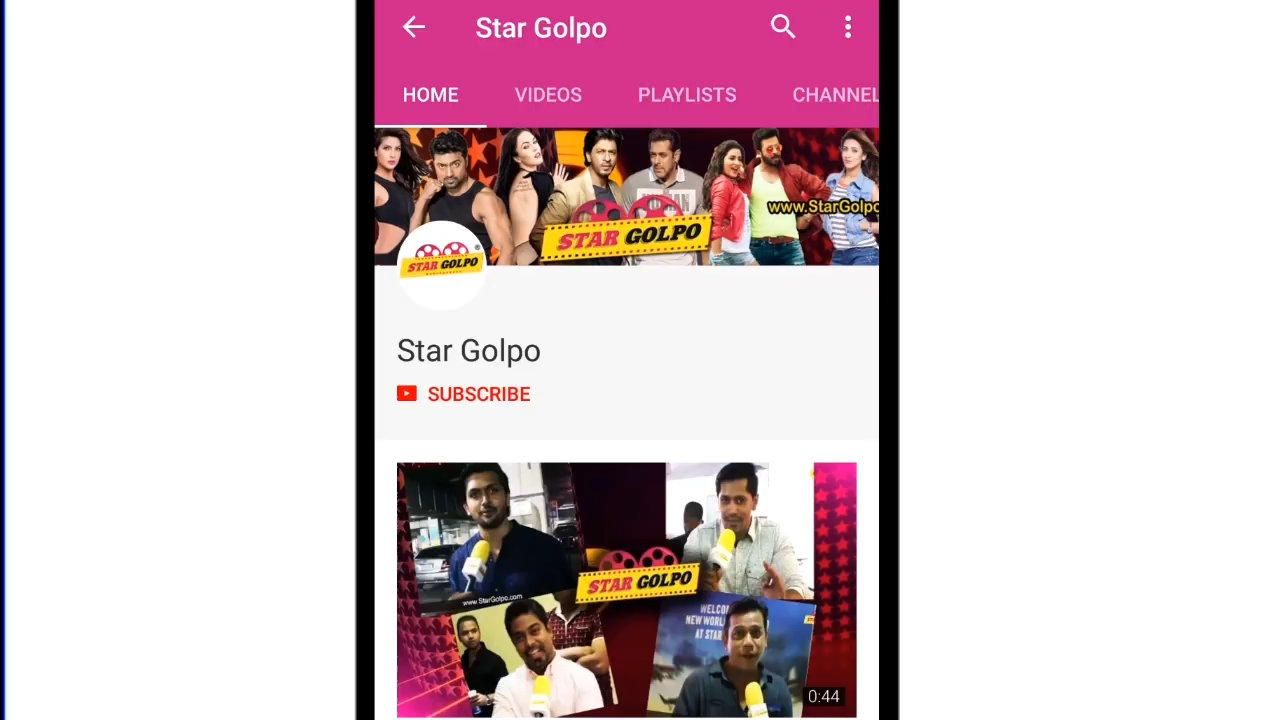 Star Golpo
HOME VIDEOS PLAYLISTS CHANNEL
www.StarGolpo
STAR GOLPO
STAR GOLPO
Star Golpo
SUBSCRIBE
STAR GOLPO
www.StarGolpo.com
WELCO
NEW WORL
AT STAR
0:44